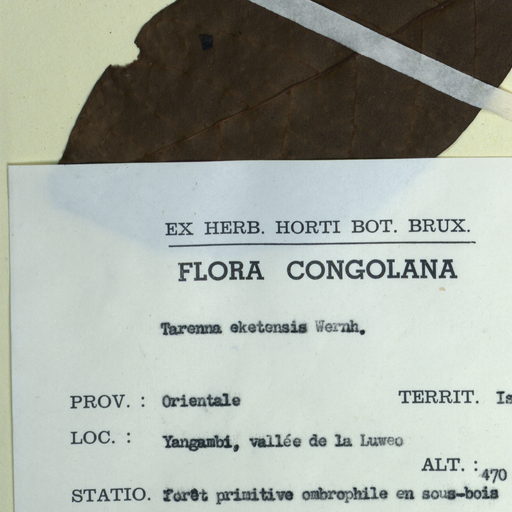 EX HERB. HORTI BOT. BRUX.
FLORA CONGOLANA
Tarenna eketensis Wernh.
PROV. : Orientale TERRIT. Is
LOC. : Yangambi, vallée de la Luweo
ALT. : 470
STATIO. forêt primitive ombrophile en sous-bois